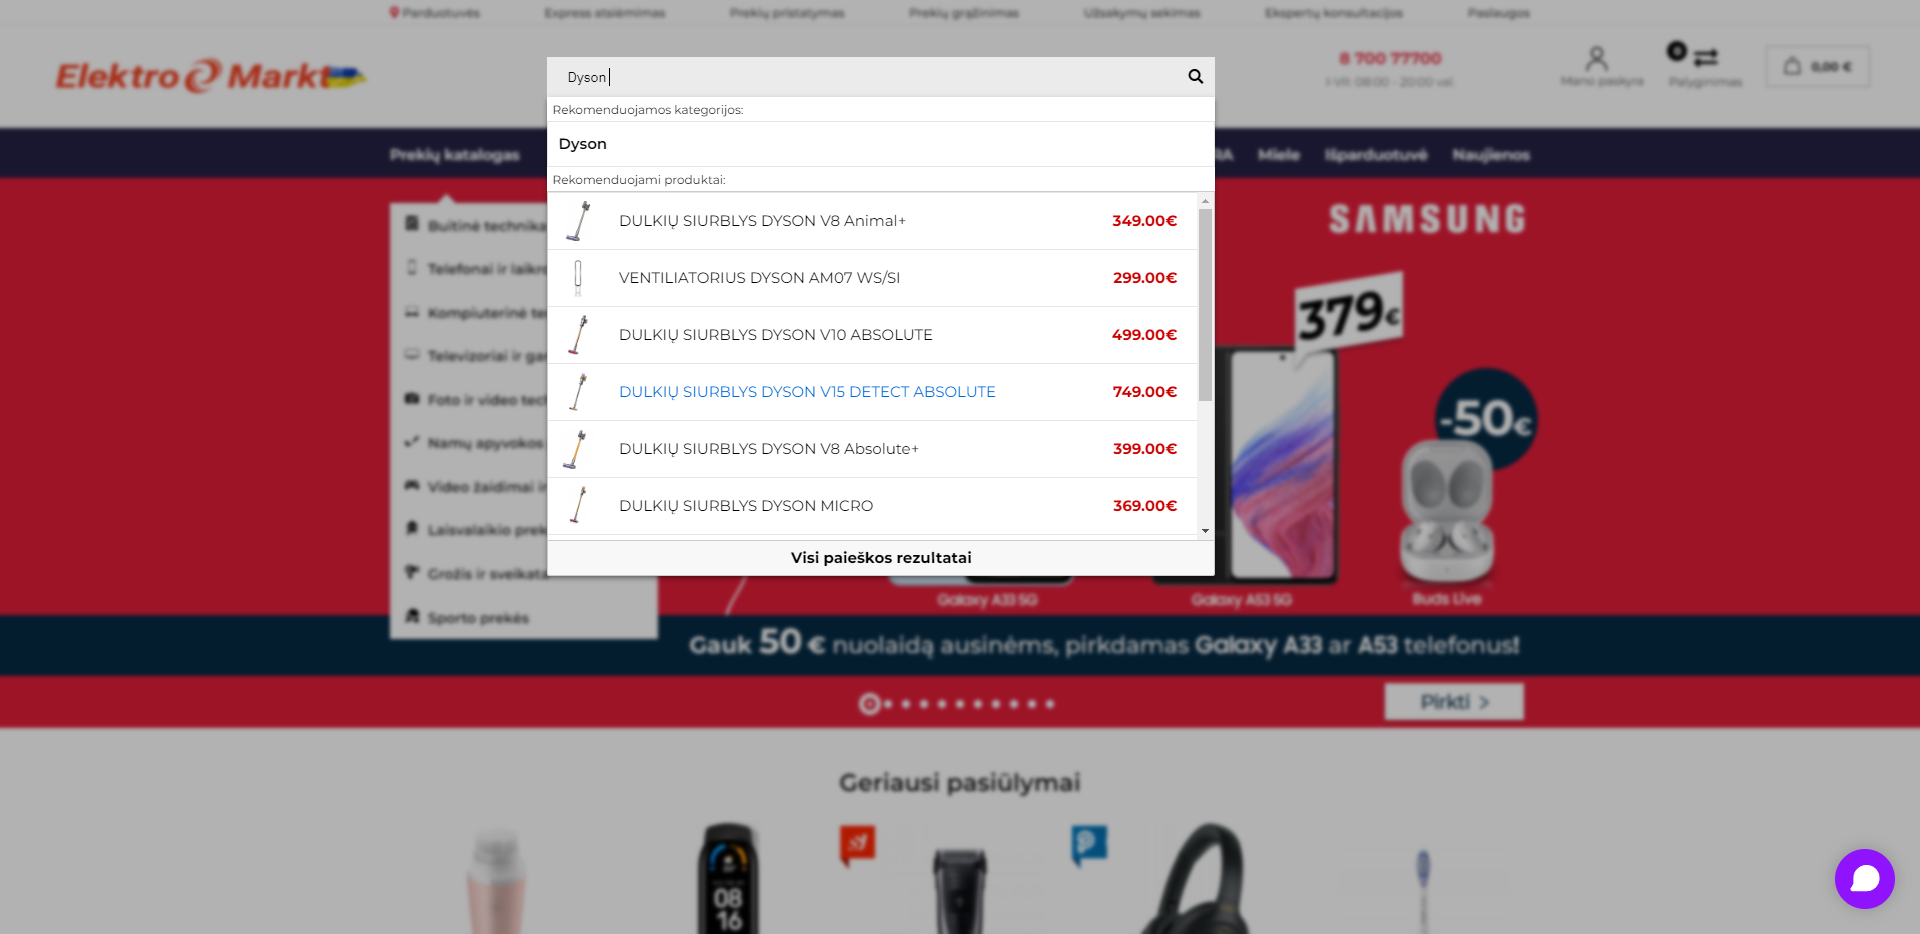 Parduotuvės
Express atsiėmimas
Prekių pristatymas
Prekių grąžinimas
Užsakymų sekimas
Ekspertų konsultacijos
Paslaugos
Elektro Markt
Dyson
8 700 77700
I-VII: 08:00 - 20:00 val.
Mano paskyra
0
Palyginimas
0,00 €
Rekomenduojamos kategorijos:
Dyson
Rekomenduojami produktai:
DULKIŲ SIURBLYS DYSON V8 Animal+ 349.00€
VENTILIATORIUS DYSON AM07 WS/SI 299.00€
DULKIŲ SIURBLYS DYSON V10 ABSOLUTE 499.00€
DULKIŲ SIURBLYS DYSON V15 DETECT ABSOLUTE 749.00€
DULKIŲ SIURBLYS DYSON V8 Absolute+ 399.00€
DULKIŲ SIURBLYS DYSON MICRO 369.00€
Visi paieškos rezultatai
Prekių katalogas
Miele
Išparduotuvė
Naujienos
Buitinė technika
Telefonai ir
Kompiuterinė
Televizoriai ir
Foto ir video
Namų apyvokos
Video žaidimai
Laisvalaikio
Grožis ir sveikata
Sporto prekės
SAMSUNG
379€
-50€
Galaxy A33 5G
Galaxy A53 5G
Buds Live
Gauk 50 € nuolaidą ausinėms, pirkdamas Galaxy A33 ar A53 telefonus!
Pirkti >
Geriausi pasiūlymai
08
16